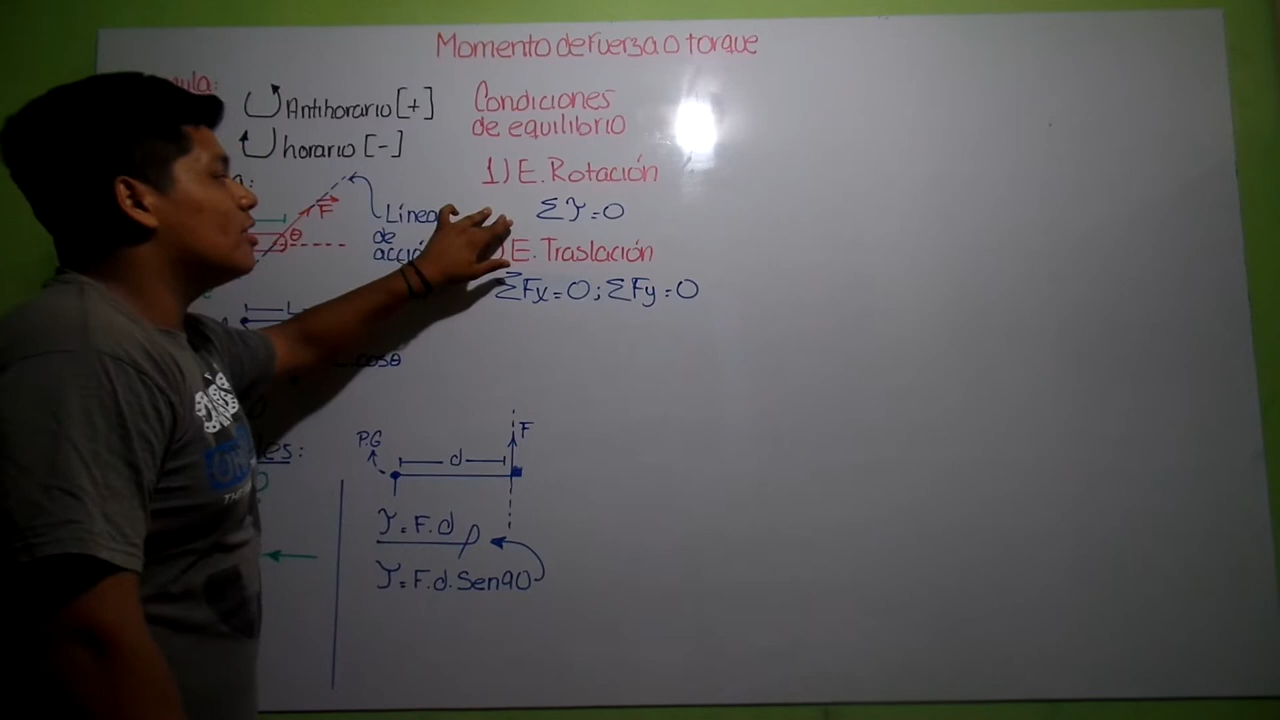 Momento de Fuerza o torque
Antihorario [+]
horario [-]
F
θ
Línea
de
L
cosθ
Condiciones
de equilibrio
1) E. Rotación
Στ=0
E. Traslación
ΣFx=0; ΣFy=0
P.G
d
F
τ=F.d
τ=F.d.Sen90